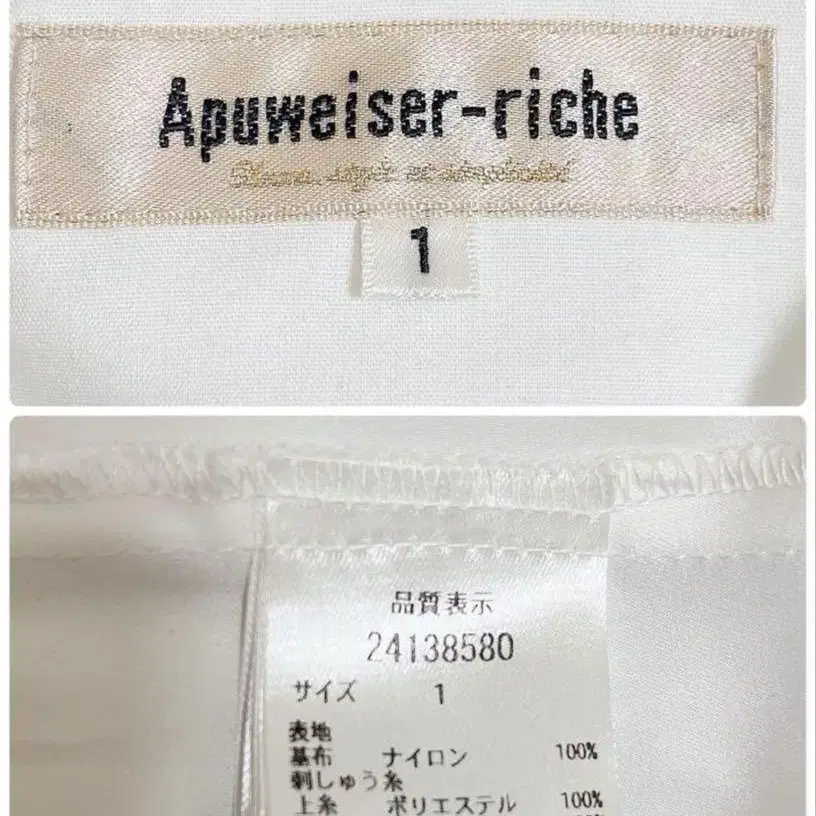 Apuweiser-riche
1
品質表示
24138580
サイズ 1
表地
基布 ナイロン 100%
刺しゅう糸
上糸 ポリエステル 100%